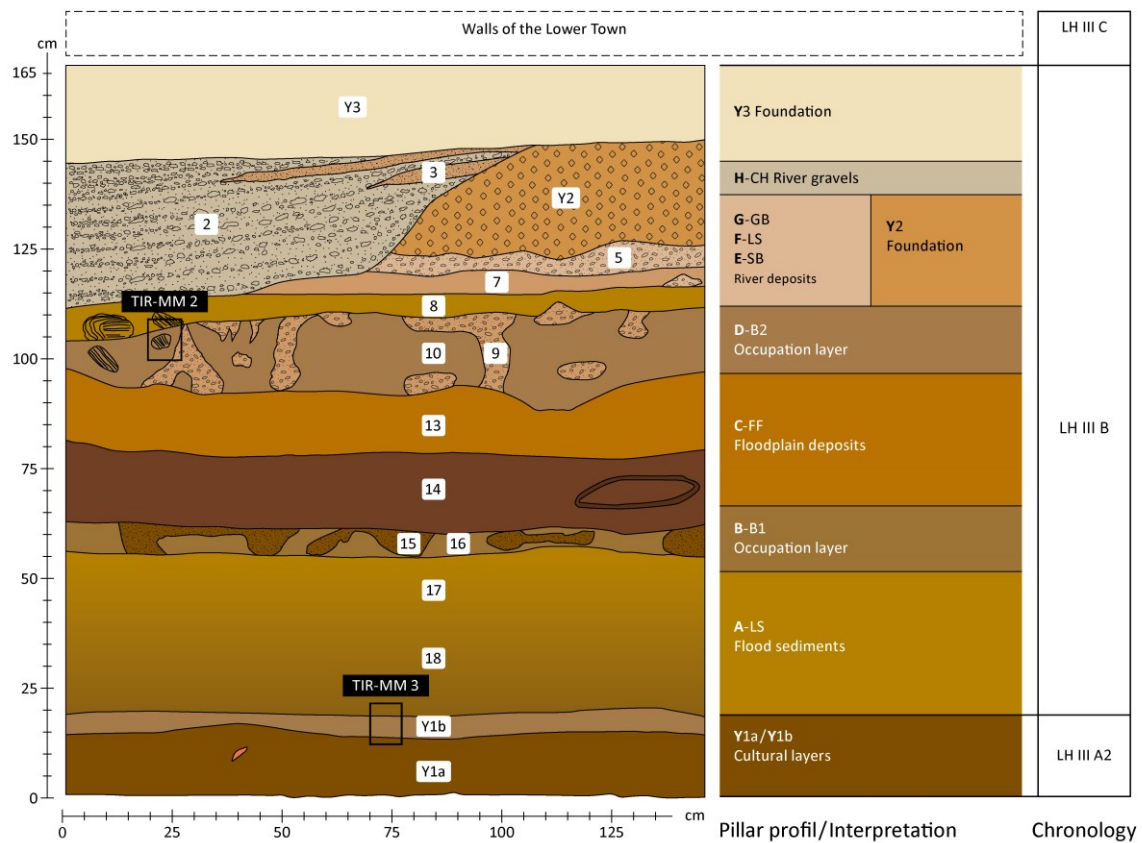 Walls of the Lower Town
LH III C
cm
165
150
125
100
75
50
25
0
Y3
3
2
Y2
5
7
TIR-MM 2
8
10
9
13
14
15
16
17
18
TIR-MM 3
Y1b
Y1a
0
25
50
75
100
125
cm
Y3 Foundation
H-CH River gravels
G-GB
F-LS
E-SB
River deposits
Y2
Foundation
D-B2
Occupation layer
C-FF
Floodplain deposits
B-B1
Occupation layer
A-LS
Flood sediments
Y1a/Y1b
Cultural layers
LH III B
LH III A2
Pillar profil/Interpretation
Chronology